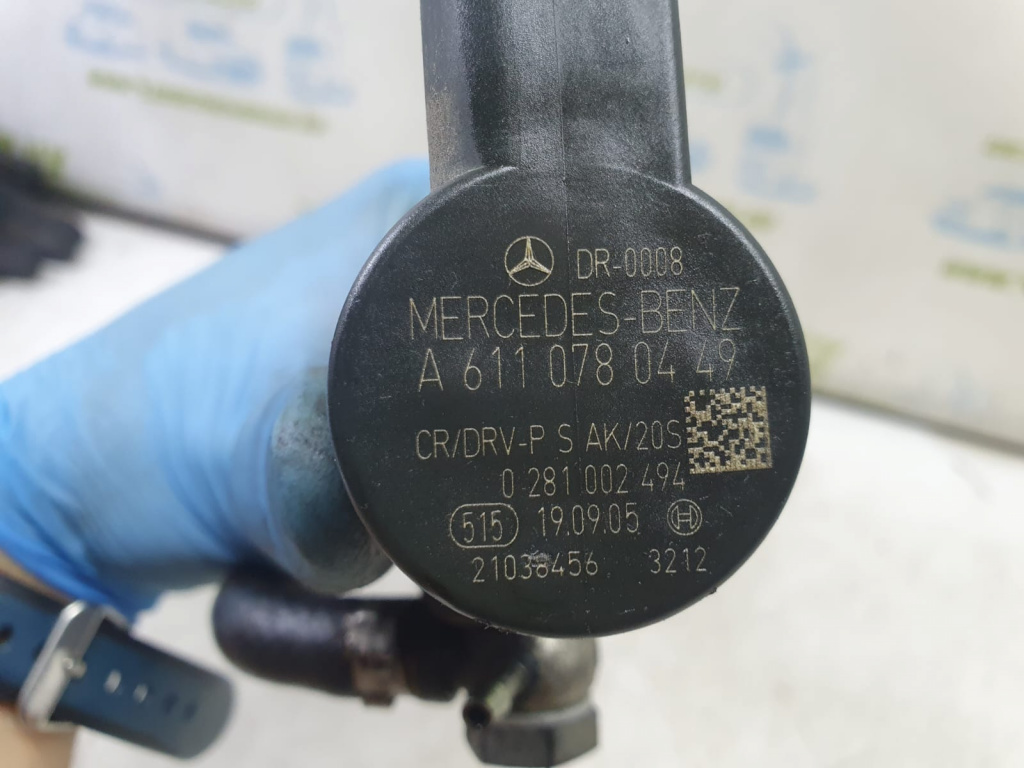 DR-0008
MERCEDES-BENZ
A 611 078 04 49
CR/DRV-P S AK/20S
0 281 002 494
515 19.09.05
21038456 3212